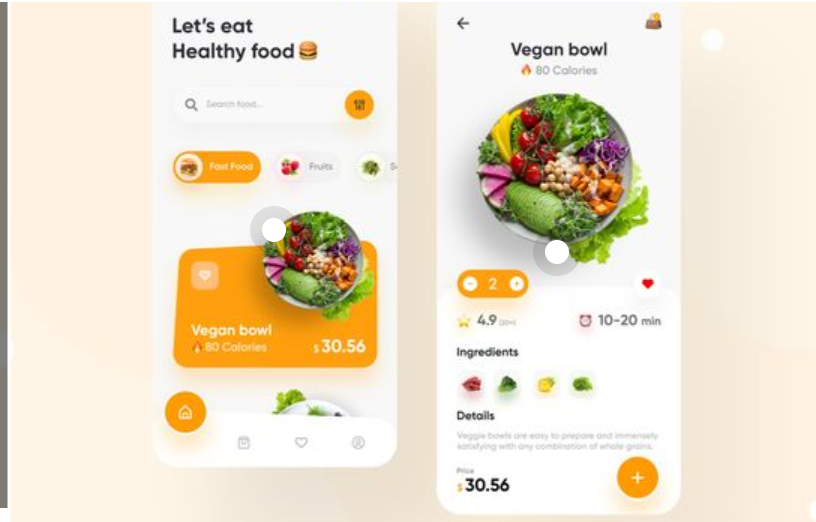 Let's eat
Healthy food
Search food...
Fast Food
Fruits
Vegan bowl
80 Calories
$ 30.56
Vegan bowl
80 Calories
2
4.9
10-20 min
Ingredients
Details
Veggie bowls are easy to prepare and immensely
satisfying with any combination of whole grains.
Price
$ 30.56